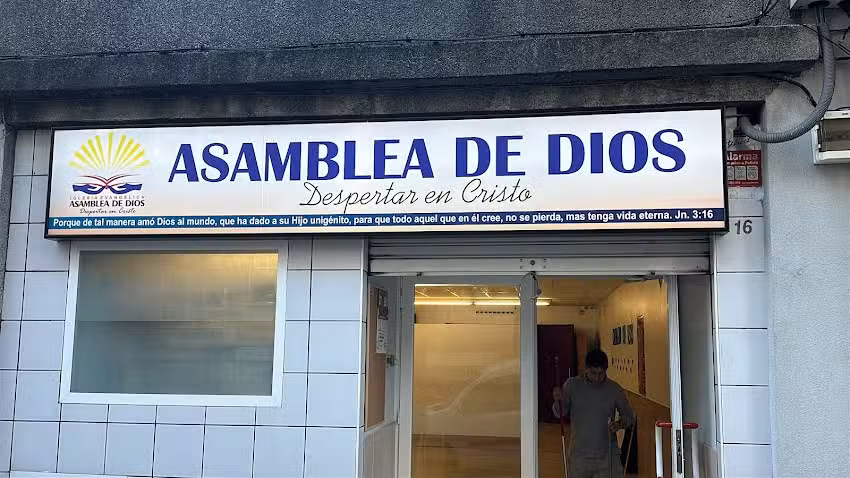 ASAMBLEA DE DIOS
Despertar en Cristo
IGLESIA EVANGÉLICA
ASAMBLEA DE DIOS
Despertar en Cristo
Porque de tal manera amó Dios al mundo, que ha dado a su Hijo unigénito, para que todo aquel que en él cree, no se pierda, mas tenga vida eterna. Jn. 3:16
Alarma
16